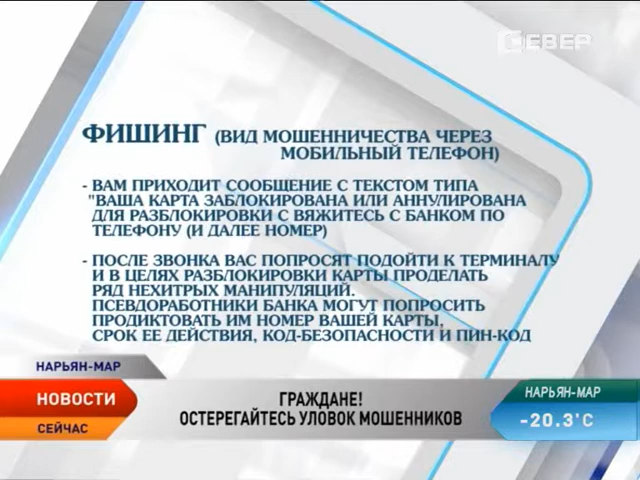 СЕВЕР
ФИШИНГ (ВИД МОШЕННИЧЕСТВА ЧЕРЕЗ
МОБИЛЬНЫЙ ТЕЛЕФОН)
- ВАМ ПРИХОДИТ СООБЩЕНИЕ С ТЕКСТОМ ТИПА
"ВАША КАРТА ЗАБЛОКИРОВАНА ИЛИ АННУЛИРОВАНА
ДЛЯ РАЗБЛОКИРОВКИ С ВЯЖИТЕСЬ С БАНКОМ ПО
ТЕЛЕФОНУ (И ДАЛЕЕ НОМЕР)
- ПОСЛЕ ЗВОНКА ВАС ПОПРОСЯТ ПОДОЙТИ К ТЕРМИНАЛУ
И В ЦЕЛЯХ РАЗБЛОКИРОВКИ КАРТЫ ПРОДЕЛАТЬ
РЯД НЕХИТРЫХ МАНИПУЛЯЦИЙ.
ПСЕВДОРАБОТНИКИ БАНКА МОГУТ ПОПРОСИТЬ
ПРОДИКТОВАТЬ ИМ НОМЕР ВАШЕЙ КАРТЫ,
СРОК ЕЕ ДЕЙСТВИЯ, КОД-БЕЗОПАСНОСТИ И ПИН-КОД
НАРЬЯН-МАР
НОВОСТИ
СЕЙЧАС
ГРАЖДАНЕ!
ОСТЕРЕГАЙТЕСЬ УЛОВОК МОШЕННИКОВ
НАРЬЯН-МАР
-20.3'C